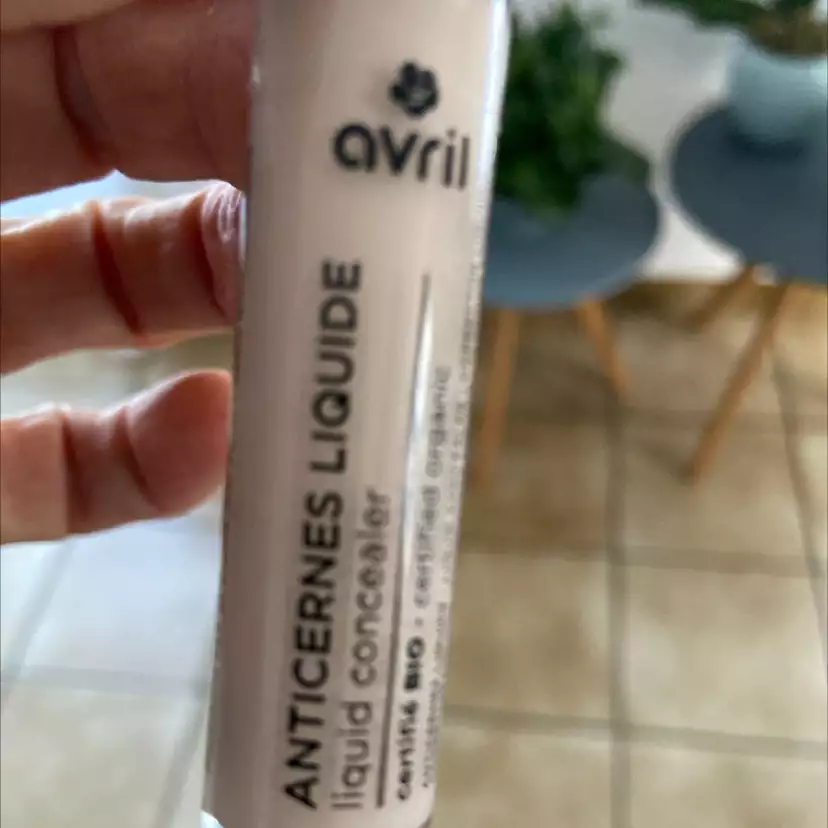 avril
ANTICERNES LIQUIDE
liquid concealer
certifié BIO - certified organic